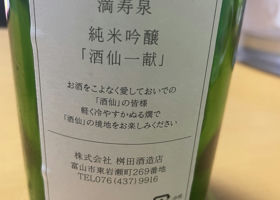 満寿泉
純米吟醸
「酒仙一献」
お酒をこよなく愛しておいでの
「酒仙」の皆様
軽く冷やすかぬる燗で
「酒仙」の境地をお楽しみください
株式会社 桝田酒造店
富山市東岩瀬町269番地
TEL076(437)9916